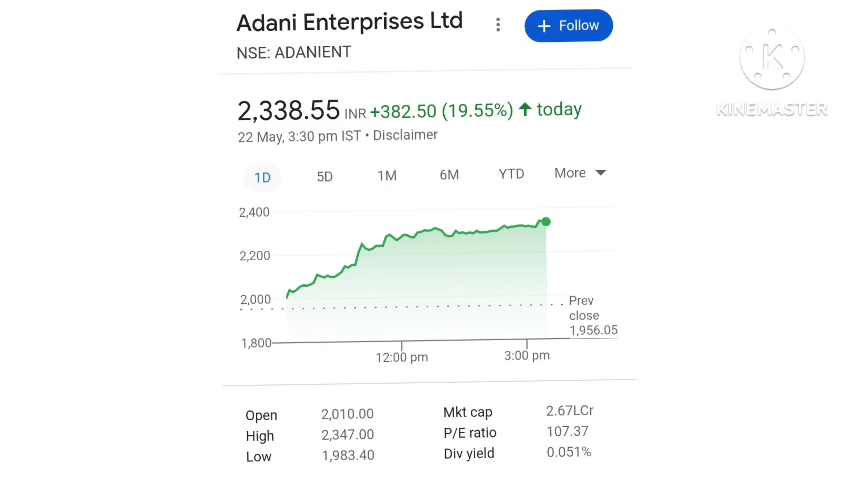 Adani Enterprises Ltd
+ Follow
NSE: ADANIENT
K
KINEMASTER
2,338.55 INR +382.50 (19.55%) ↑ today
22 May, 3:30 pm IST • Disclaimer
1D 5D 1M 6M YTD More
2,400
2,200
2,000
Prev
close
1,956.05
1,800
12:00 pm 3:00 pm
Open 2,010.00 Mkt cap 2.67LCr
High 2,347.00 P/E ratio 107.37
Low 1,983.40 Div yield 0.051%